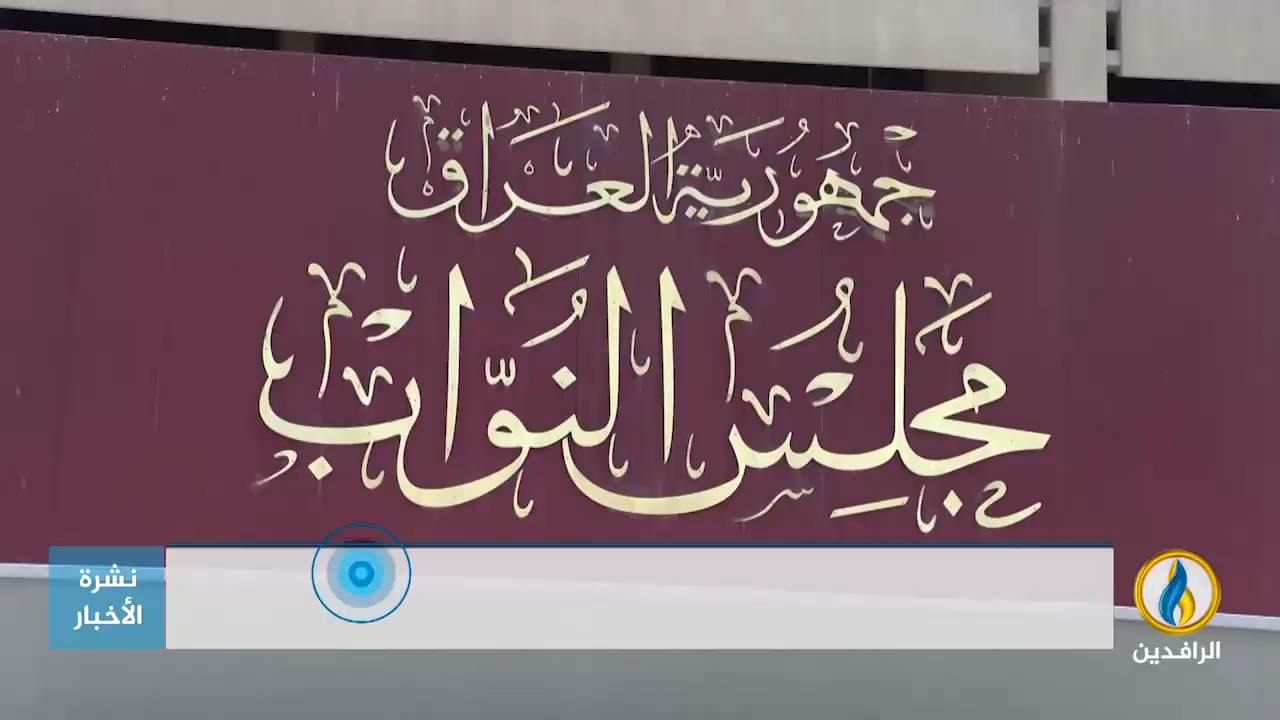 جمهورية العراق
مجلس النواب
نشرة
الأخبار
الرافدين